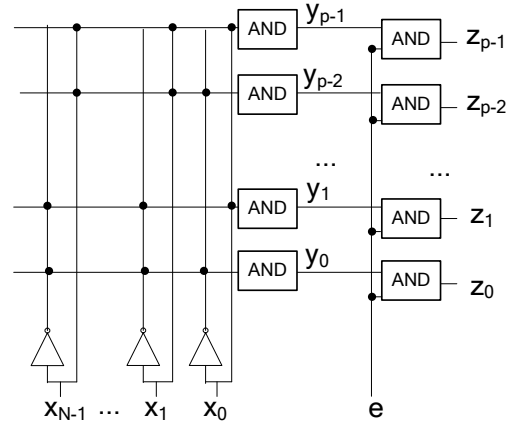 AND y_{p-1} AND z_{p-1}
AND y_{p-2} AND z_{p-2}
... ...
AND y_1 AND z_1
AND y_0 AND z_0
x_{N-1} ... x_1 x_0 e